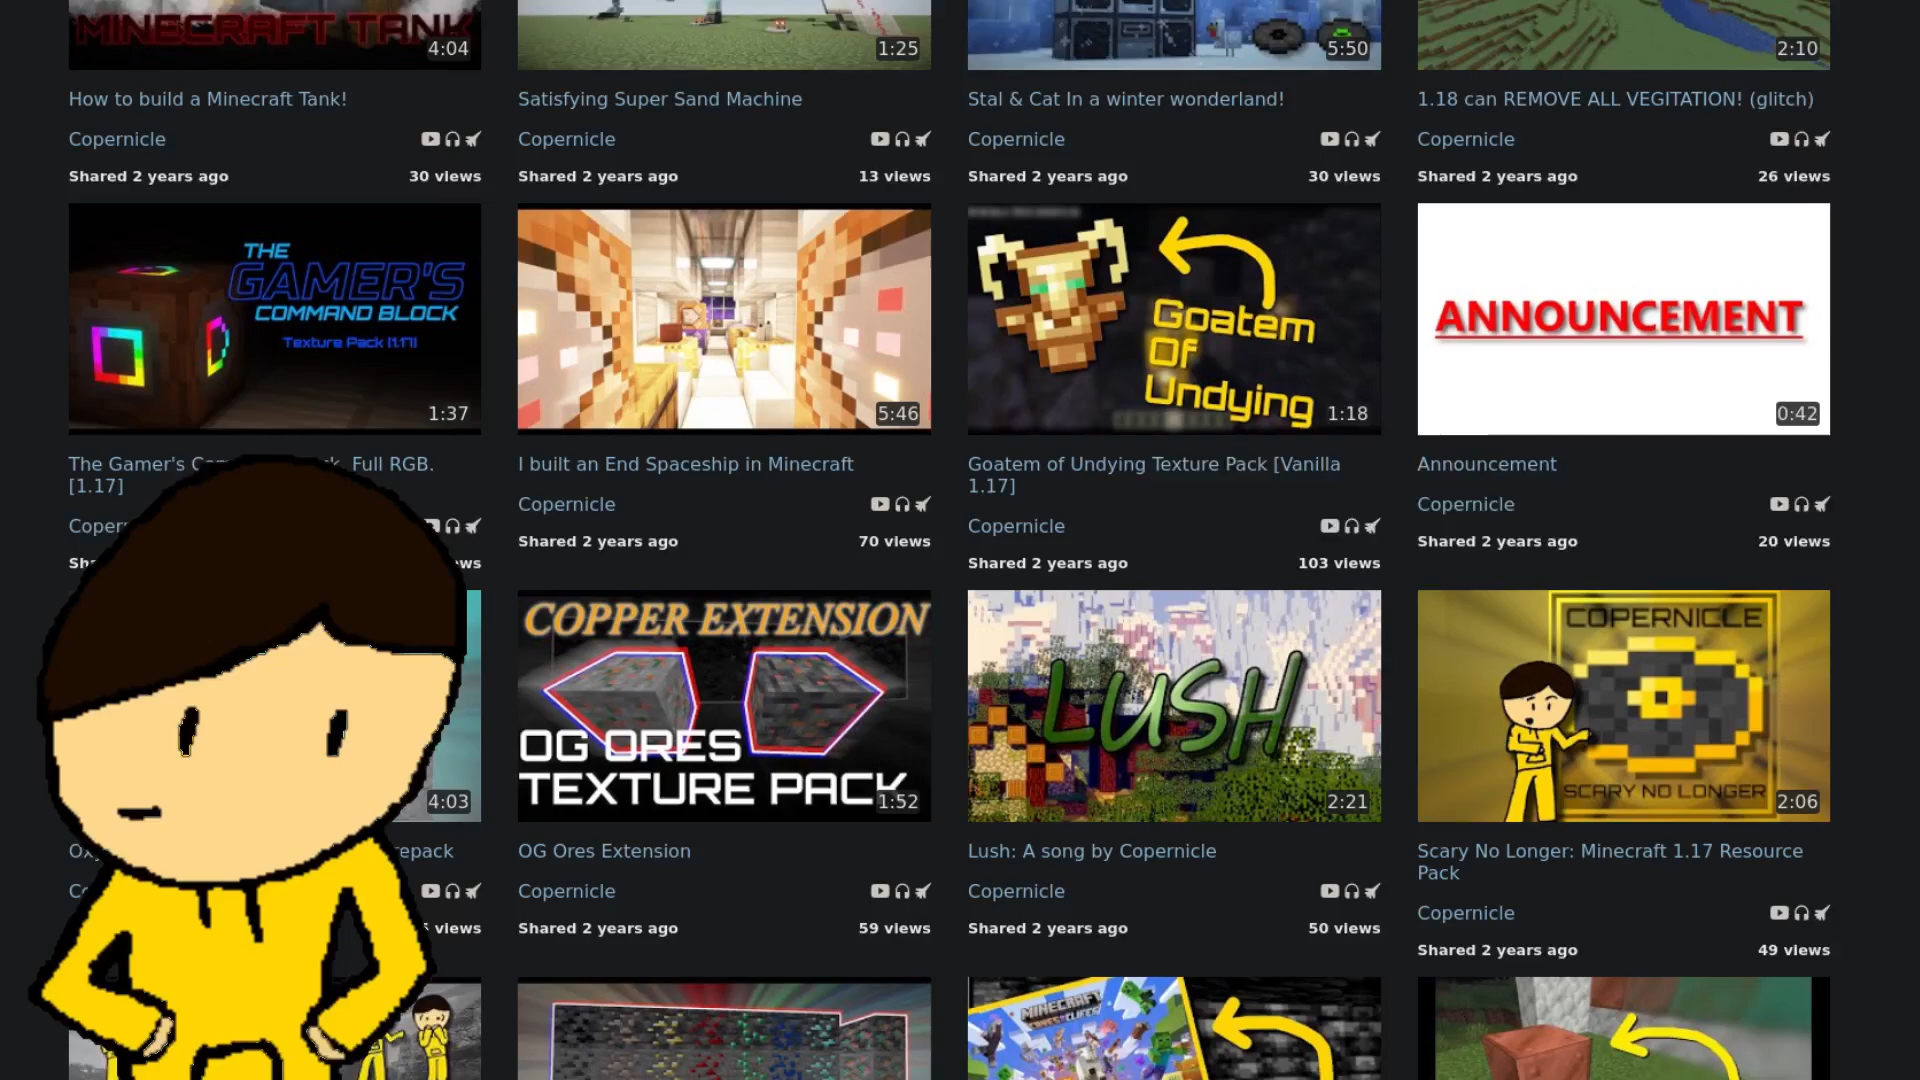 MINECRAFT TANK
4:04
1:25
5:50
2:10
How to build a Minecraft Tank!
Satisfying Super Sand Machine
Stal & Cat In a winter wonderland!
1.18 can REMOVE ALL VEGITATION! (glitch)
Copernicle
Copernicle
Copernicle
Copernicle
Shared 2 years ago
30 views
Shared 2 years ago
13 views
Shared 2 years ago
30 views
Shared 2 years ago
26 views
THE
GAMER'S
COMMAND BLOCK
Texture Pack [1.17]
1:37
5:46
Goatem
Of
Undying
1:18
ANNOUNCEMENT
0:42
The Gamer's Full RGB.
[1.17]
I built an End Spaceship in Minecraft
Goatem of Undying Texture Pack [Vanilla
1.17]
Announcement
Copernicle
Copernicle
Copernicle
Shared 2 years ago
70 views
Shared 2 years ago
103 views
Shared 2 years ago
20 views
4:03
COPPER EXTENSION
OG ORES
TEXTURE PACK
1:52
LUSH
2:21
COPERNICLE
SCARY NO LONGER
2:06
OG Ores Extension
Lush: A song by Copernicle
Scary No Longer: Minecraft 1.17 Resource
Pack
Copernicle
Copernicle
Copernicle
views
Shared 2 years ago
59 views
Shared 2 years ago
50 views
Shared 2 years ago
49 views
MINECRAFT